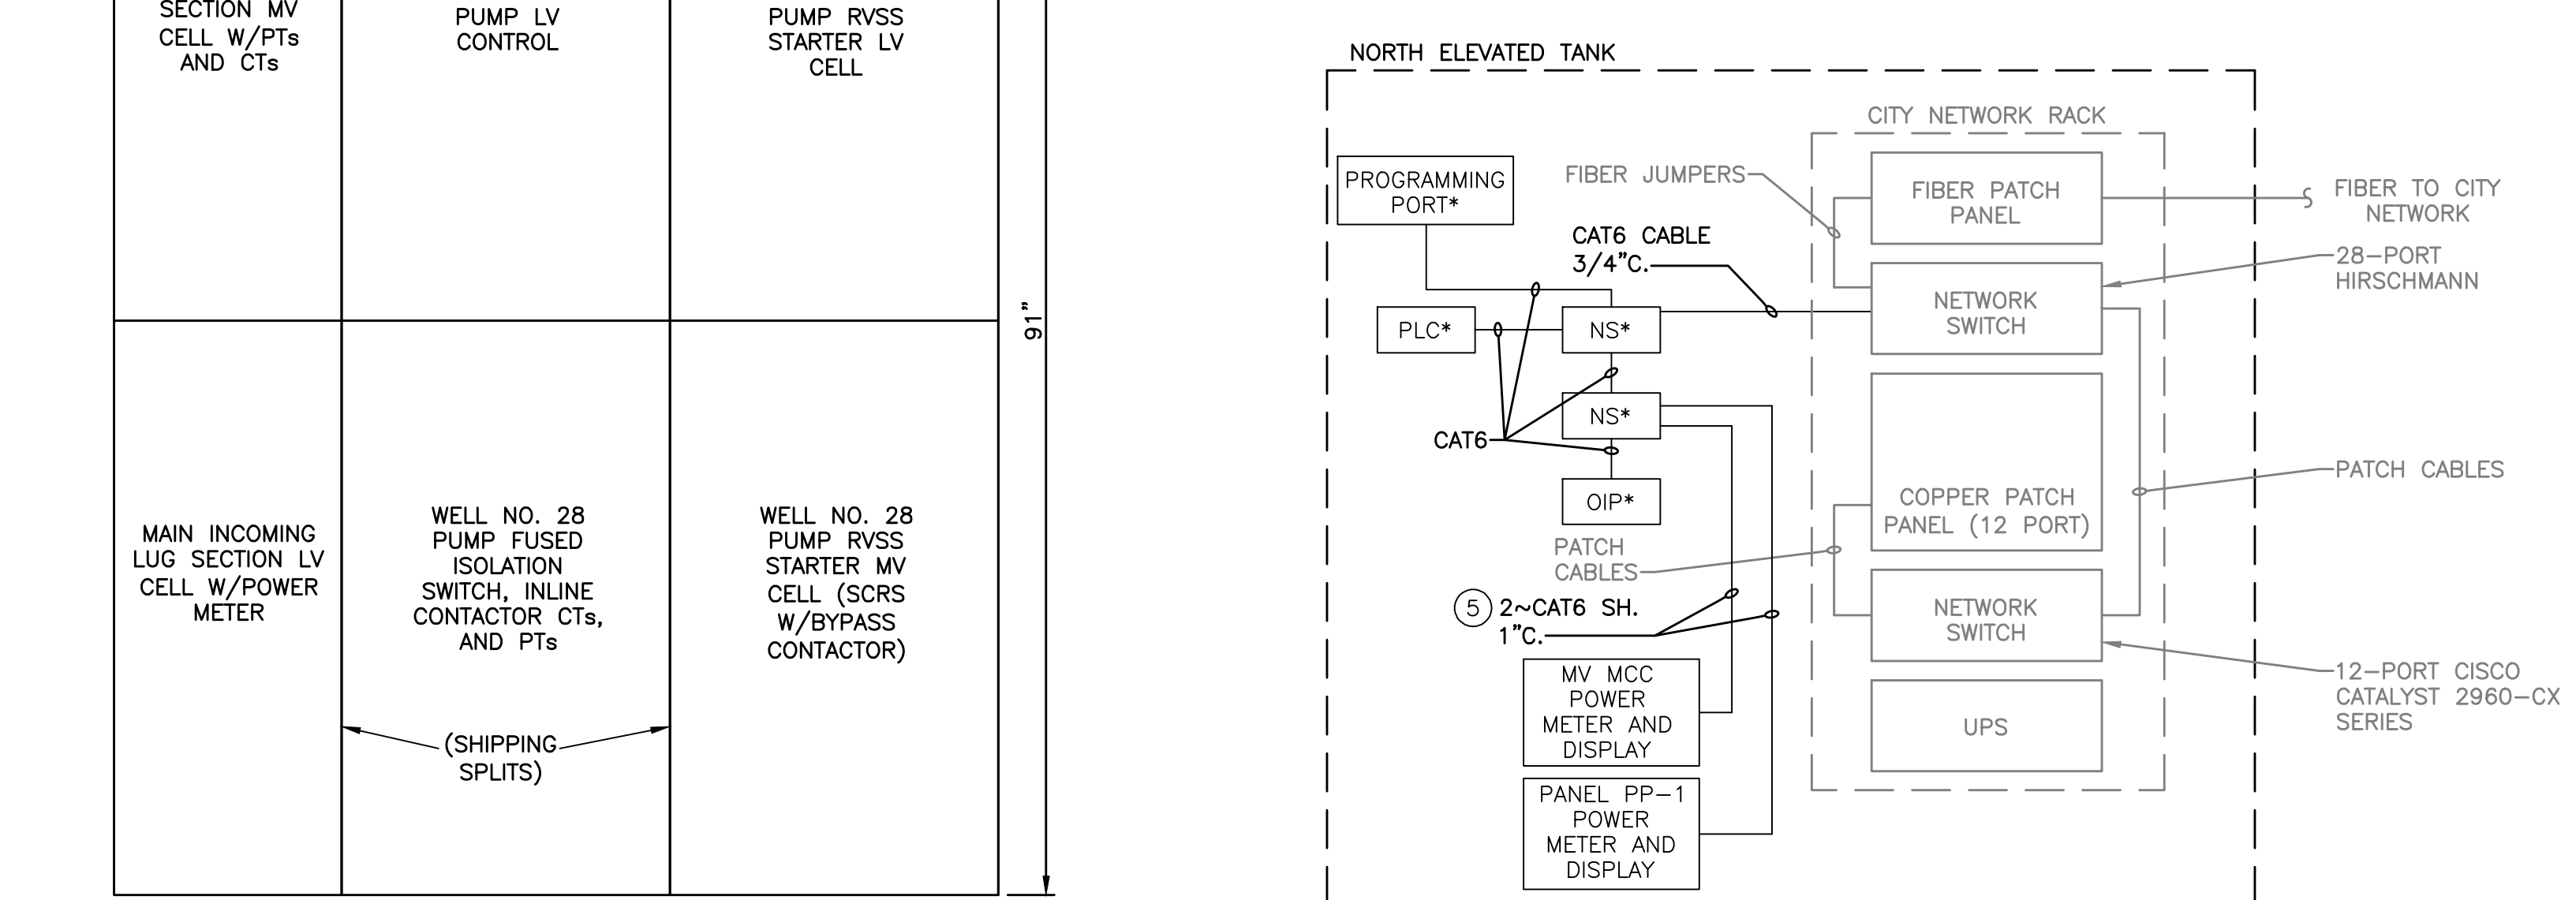 SECTION MV
CELL W/PTs
AND CTs
PUMP LV
CONTROL
PUMP RVSS
STARTER LV
CELL
91"
MAIN INCOMING
LUG SECTION LV
CELL W/POWER
METER
WELL NO. 28
PUMP FUSED
ISOLATION
SWITCH, INLINE
CONTACTOR CTs,
AND PTs
WELL NO. 28
PUMP RVSS
STARTER MV
CELL (SCRS
W/BYPASS
CONTACTOR)
(SHIPPING
SPLITS)
NORTH ELEVATED TANK
CITY NETWORK RACK
PROGRAMMING
PORT*
FIBER JUMPERS
FIBER PATCH
PANEL
FIBER TO CITY
NETWORK
CAT6 CABLE
3/4"C.
28-PORT
HIRSCHMANN
NETWORK
SWITCH
PLC*
NS*
NS*
CAT6
OIP*
COPPER PATCH
PANEL (12 PORT)
PATCH CABLES
PATCH
CABLES
5
2~CAT6 SH.
1"C.
NETWORK
SWITCH
12-PORT CISCO
CATALYST 2960-CX
SERIES
MV MCC
POWER
METER AND
DISPLAY
UPS
PANEL PP-1
POWER
METER AND
DISPLAY